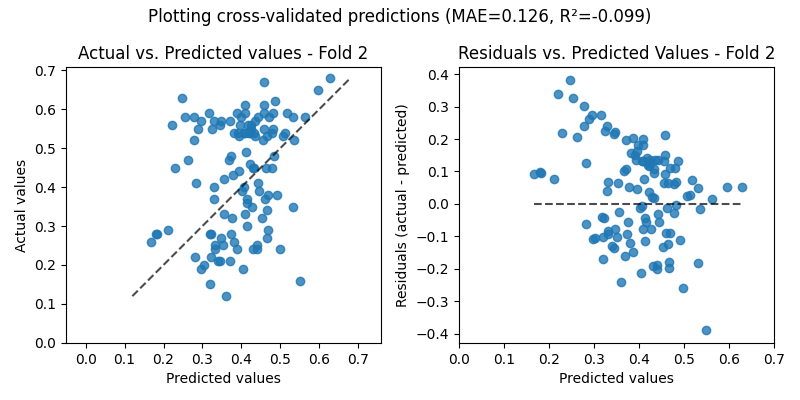 Plotting cross-validated predictions (MAE=0.126, R²=-0.099)
Actual vs. Predicted values - Fold 2
Actual values
0.7
0.6
0.5
0.4
0.3
0.2
0.1
0.0
0.0 0.1 0.2 0.3 0.4 0.5 0.6 0.7
Predicted values
Residuals vs. Predicted Values - Fold 2
Residuals (actual - predicted)
0.4
0.3
0.2
0.1
0.0
−0.1
−0.2
−0.3
−0.4
0.0 0.1 0.2 0.3 0.4 0.5 0.6 0.7
Predicted values